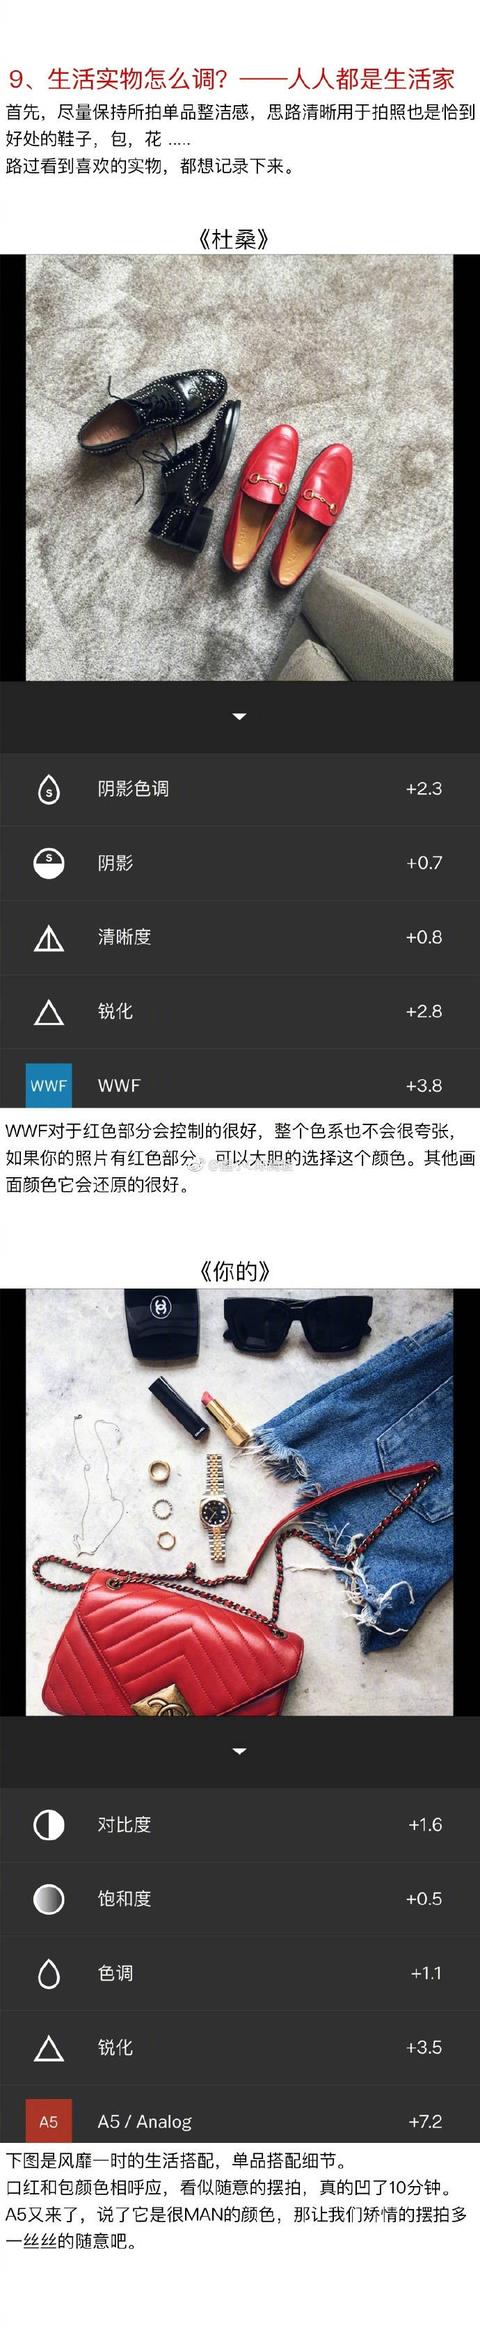 9、生活实物怎么调？——人人都是生活家
首先，尽量保持所拍单品整洁感，思路清晰用于拍照也是恰到
好处的鞋子，包，花 .....
路过看到喜欢的实物，都想记录下来。
《杜桑》
阴影色调 +2.3
阴影 +0.7
清晰度 +0.8
锐化 +2.8
WWF WWF +3.8
WWF对于红色部分会控制的很好，整个色系也不会很夸张，
如果你的照片有红色部分，可以大胆的选择这个颜色。其他画
面颜色它会还原的很好。
《你的》
对比度 +1.6
饱和度 +0.5
色调 +1.1
锐化 +3.5
A5 A5 / Analog +7.2
下图是风靡一时的生活搭配，单品搭配细节。
口红和包颜色相呼应，看似随意的摆拍，真的凹了10分钟。
A5又来了，说了它是很MAN的颜色，那让我们矫情的摆拍多
一丝丝的随意吧。